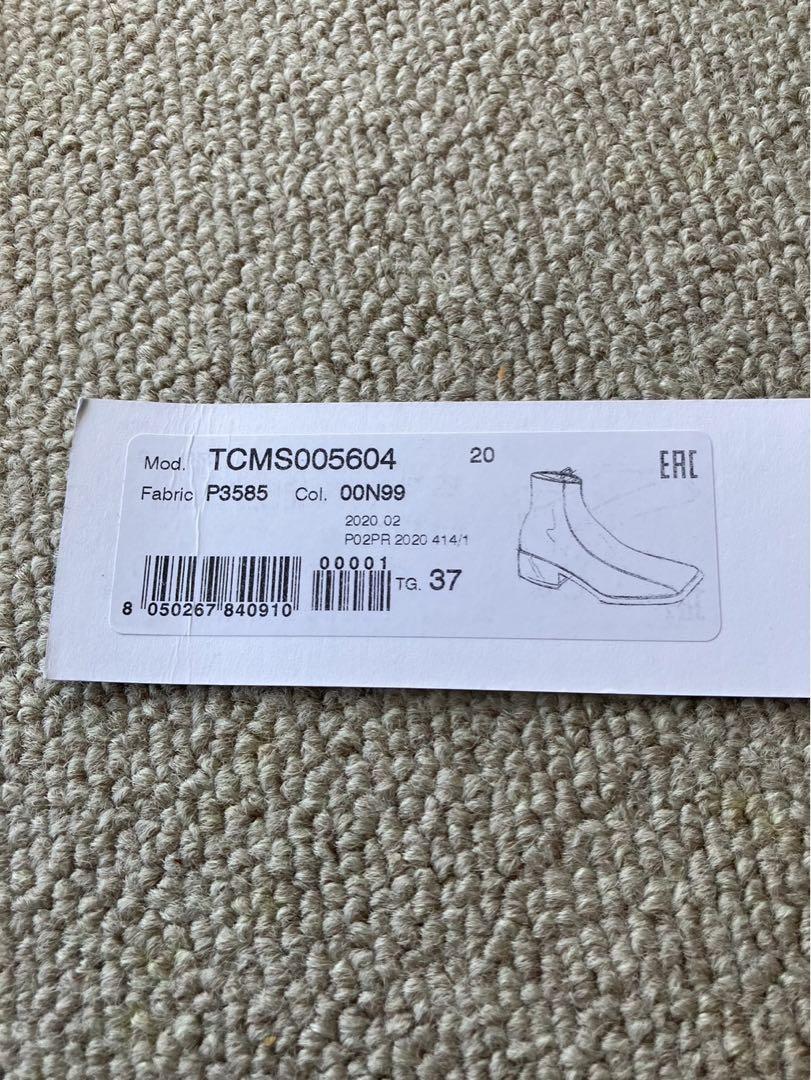 Mod. TCMS005604 20 EAC
Fabric P3585 Col. 00N99
2020 02
P02PR 2020 414/1
00001
TG. 37
8 050267 840910